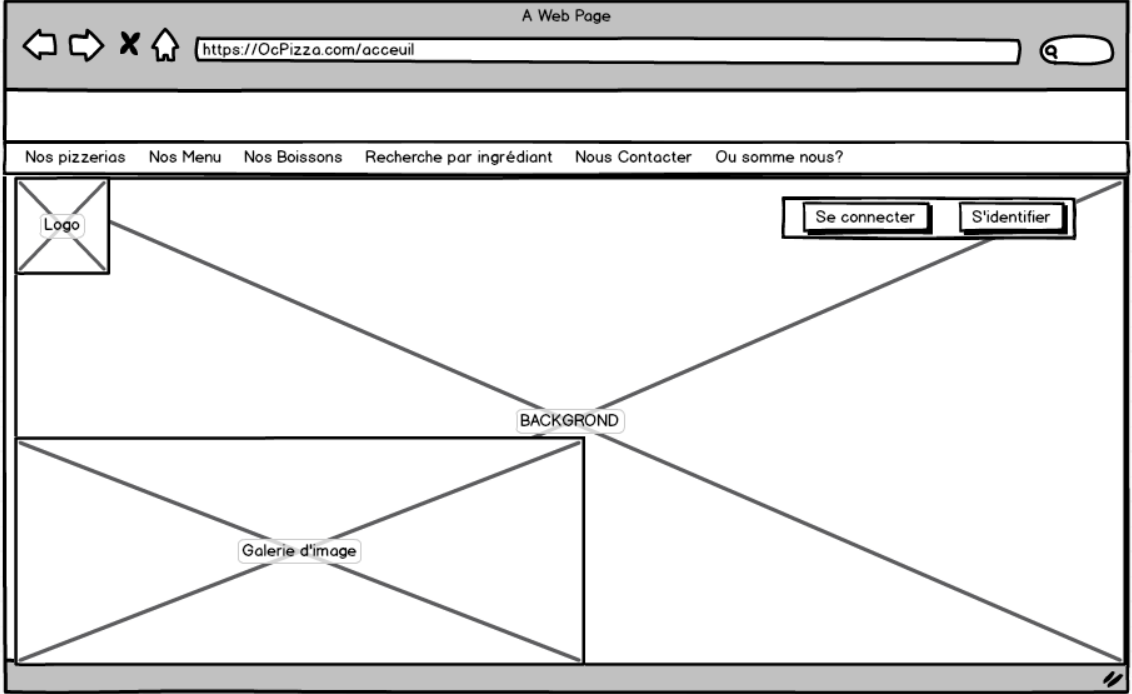 A Web Page
https://OcPizza.com/acceuil
Nos pizzerias Nos Menu Nos Boissons Recherche par ingrédiant Nous Contacter Ou somme nous?
Logo Se connecter S'identifier
BACKGROND
Galerie d'image